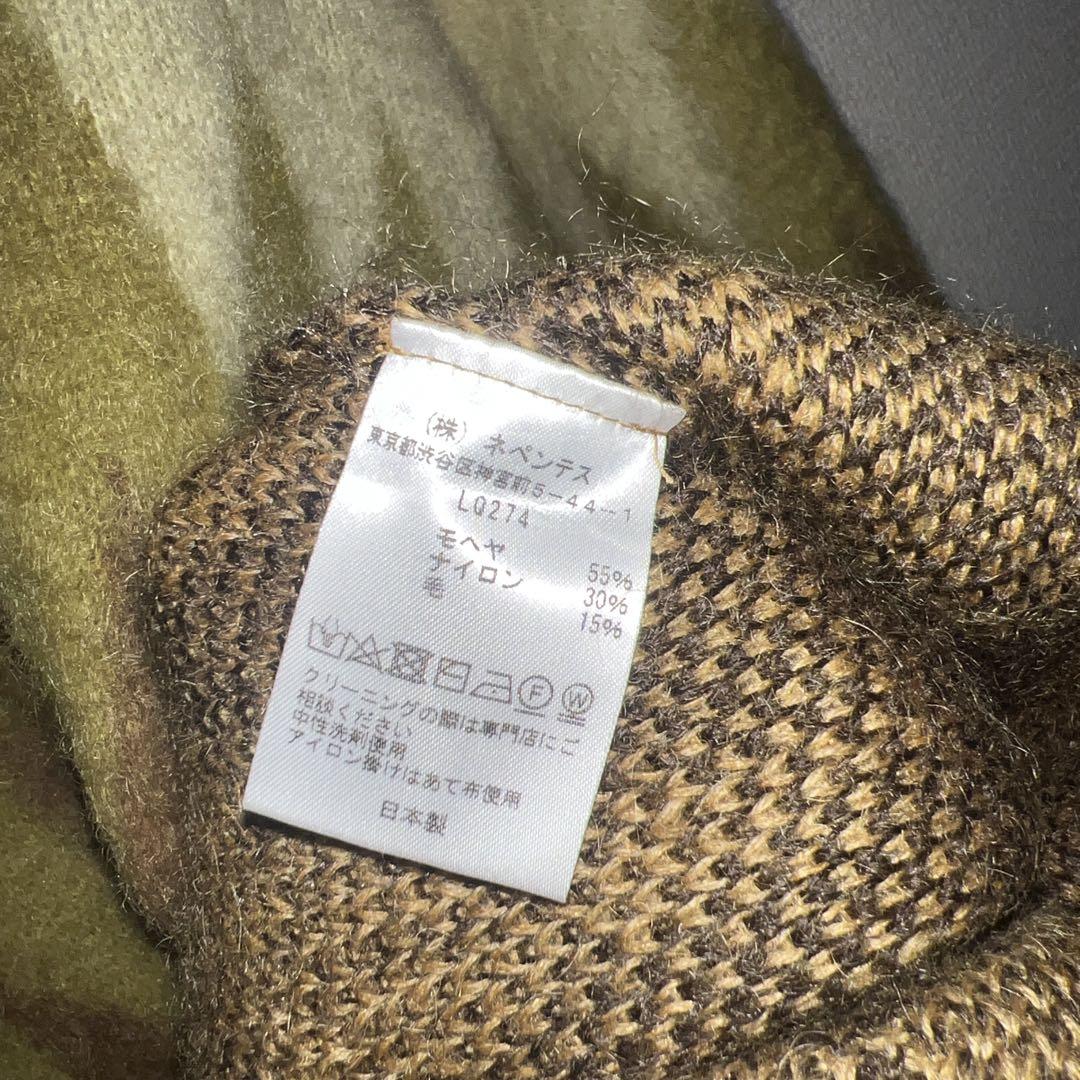 (株) ネペンテス
東京都渋谷区神宮前5-44-1
LQ274
モヘヤ 55%
ナイロン 30%
毛 15%
F W
クリーニングの際は専門店にご
相談ください
中性洗剤使用
アイロン掛けはあて布使用
日本製